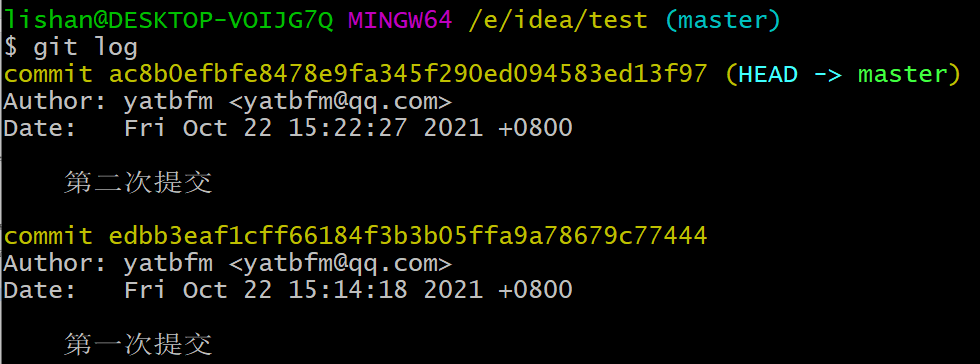 lishan@DESKTOP-VOIJG7Q MINGW64 /e/idea/test (master)
$ git log
commit ac8b0efbfe8478e9fa345f290ed094583ed13f97 (HEAD -> master)
Author: yatbfm <yatbfm@qq.com>
Date:   Fri Oct 22 15:22:27 2021 +0800
第二次提交
commit edbb3eaf1cff66184f3b3b05ffa9a78679c77444
Author: yatbfm <yatbfm@qq.com>
Date:   Fri Oct 22 15:14:18 2021 +0800
第一次提交